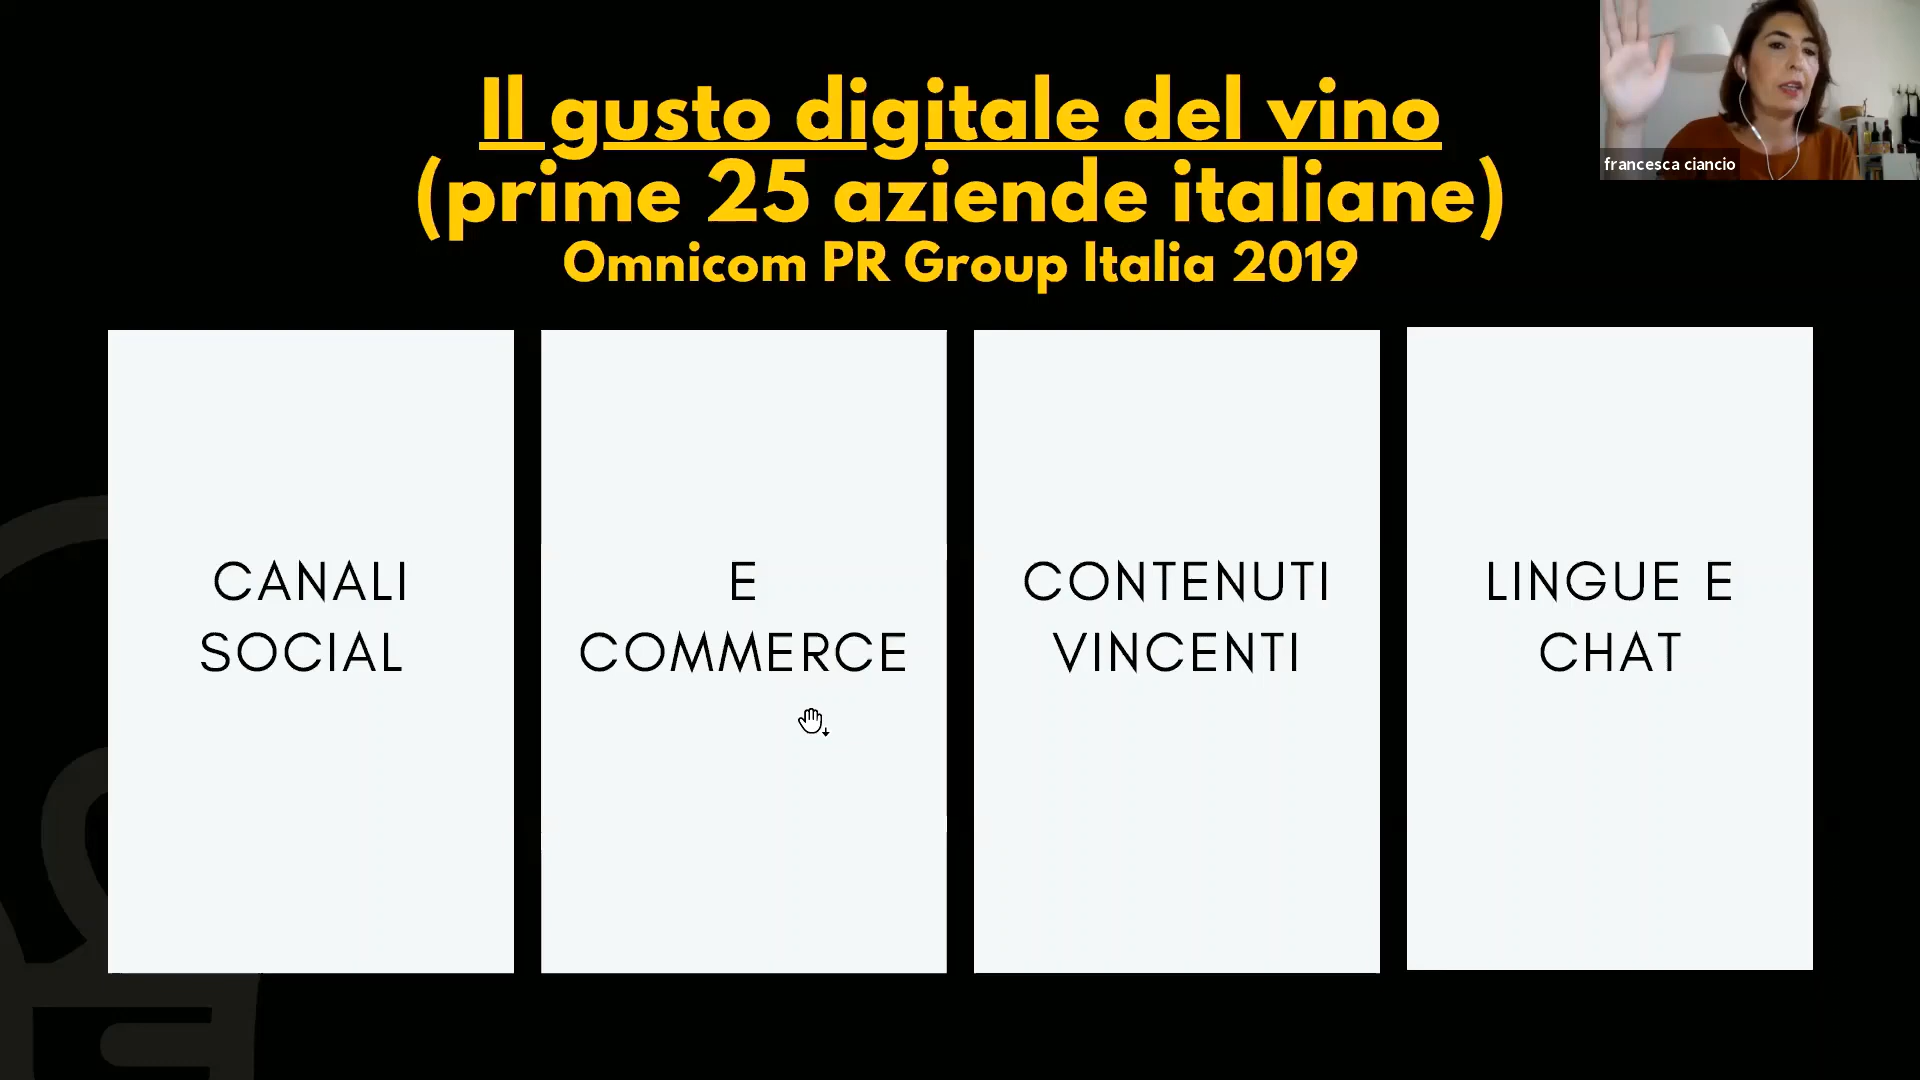 Il gusto digitale del vino
(prime 25 aziende italiane)
Omnicom PR Group Italia 2019
francesca ciancio
CANALI
SOCIAL
E
COMMERCE
CONTENUTI
VINCENTI
LINGUE E
CHAT